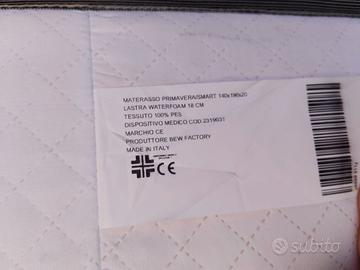 MATERASSO PRIMAVERA/SMART 140x190x20
LASTRA WATERFOAM 18 CM
TESSUTO 100% PES
DISPOSITIVO MEDICO COD.2319631
MARCHIO CE
PRODUTTORE BEW FACTORY
MADE IN ITALY
CE
subito